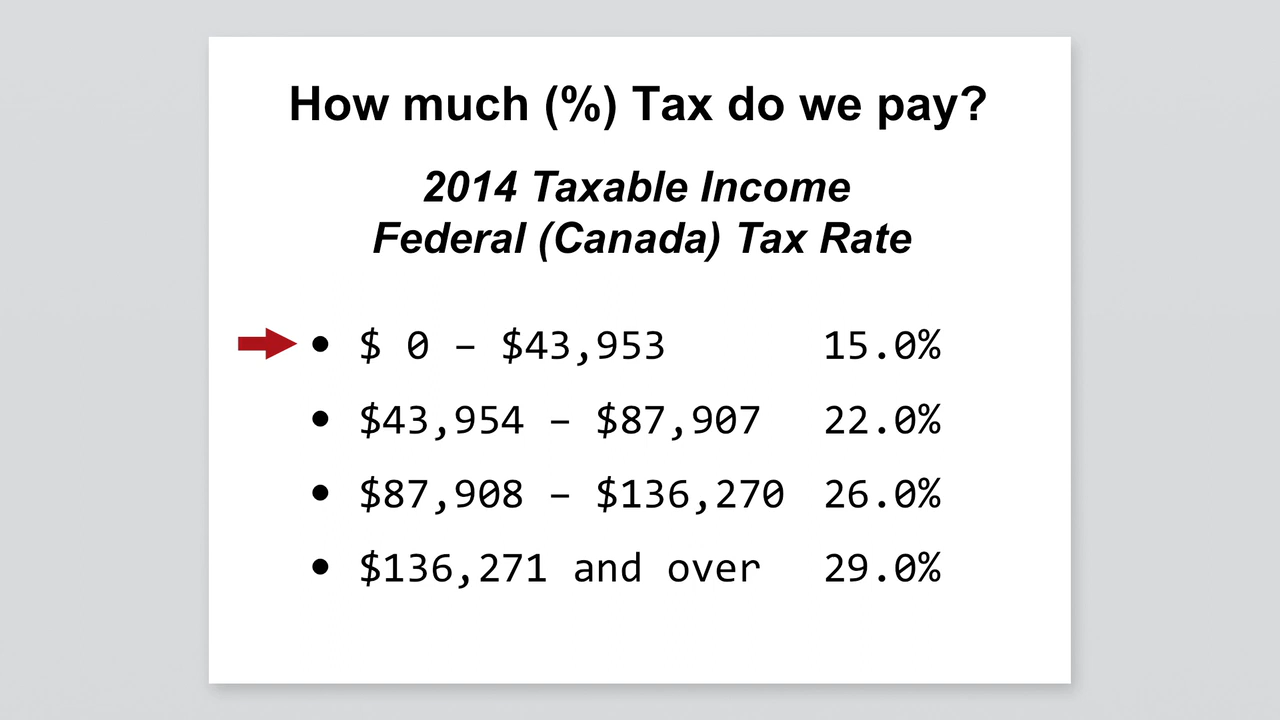 How much (%) Tax do we pay?
2014 Taxable Income
Federal (Canada) Tax Rate
• $ 0 – $43,953 15.0%
• $43,954 – $87,907 22.0%
• $87,908 – $136,270 26.0%
• $136,271 and over 29.0%